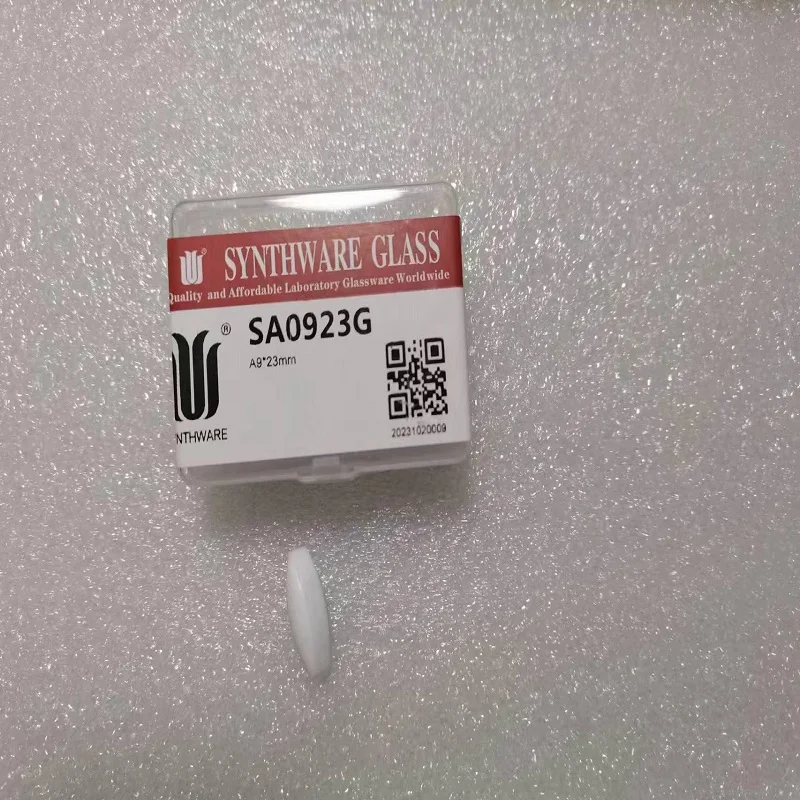 SYNTHWARE GLASS
Quality and Affordable Laboratory Glassware Worldwide
®
SA0923G
A9*23mm
NTHWARE
20231020009